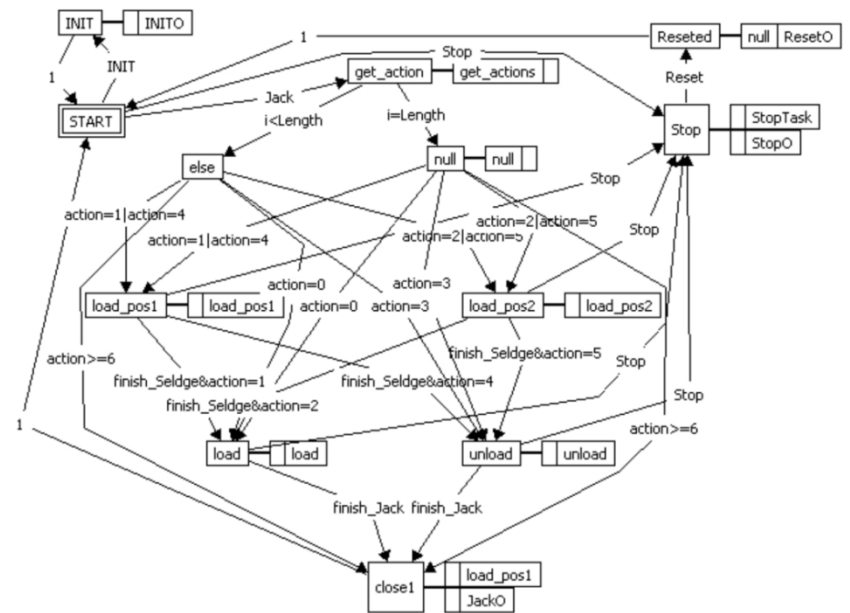 INIT
INITO
1
Stop
Reseted
null
ResetO
1
INIT
get_action
get_actions
Reset
Jack
START
i<Length
i=Length
Stop
StopTask
StopO
else
null
null
Stop
action=1|action=4
action=2|action=5
Stop
action=1|action=4
action=2|action=5
action=0
action=3
load_pos1
load_pos1
action=0
action=3
load_pos2
load_pos2
action>=6
finish_Seldge&action=5
Stop
finish_Seldge&action=1
finish_Seldge&action=4
Stop
finish_Seldge&action=2
1
action>=6
load
load
unload
unload
finish_Jack
finish_Jack
close1
load_pos1
JackO